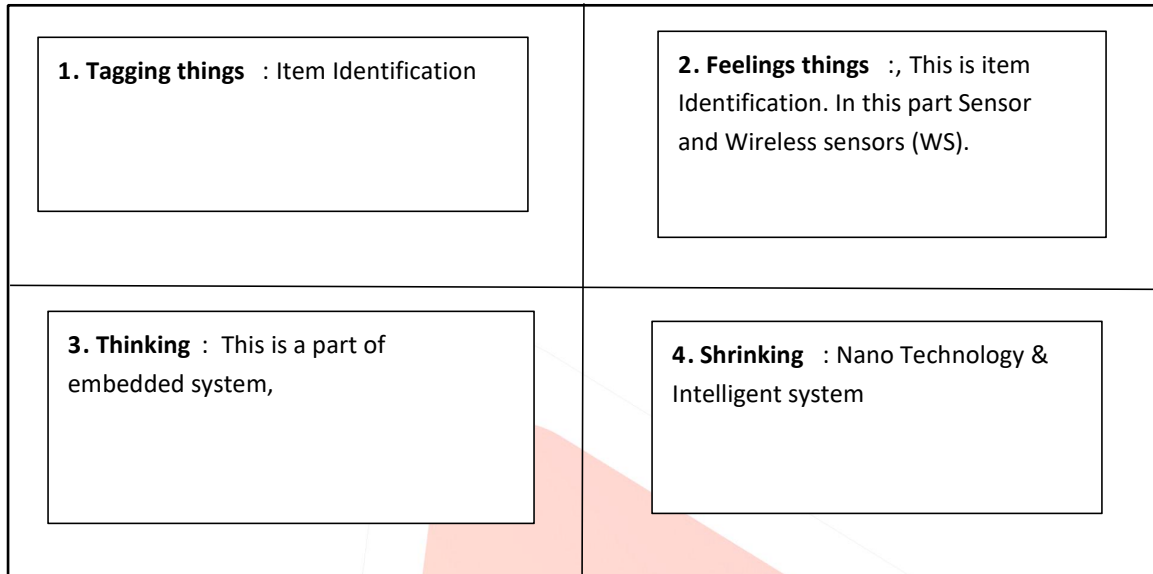 1. Tagging things : Item Identification
2. Feelings things :, This is item
Identification. In this part Sensor
and Wireless sensors (WS).
3. Thinking : This is a part of
embedded system,
4. Shrinking : Nano Technology &
Intelligent system